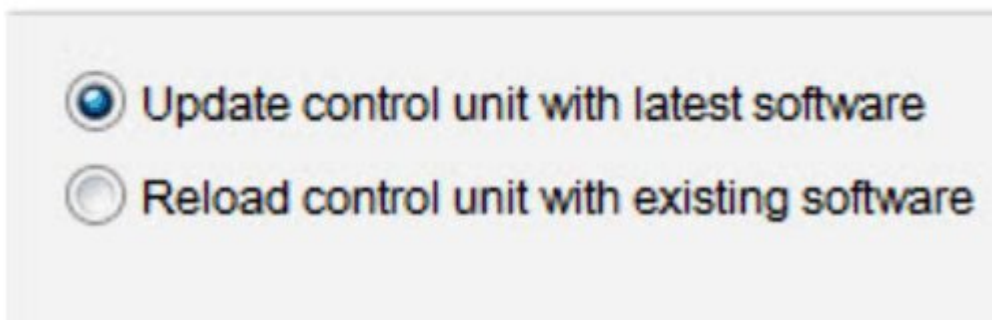 Update control unit with latest software
Reload control unit with existing software